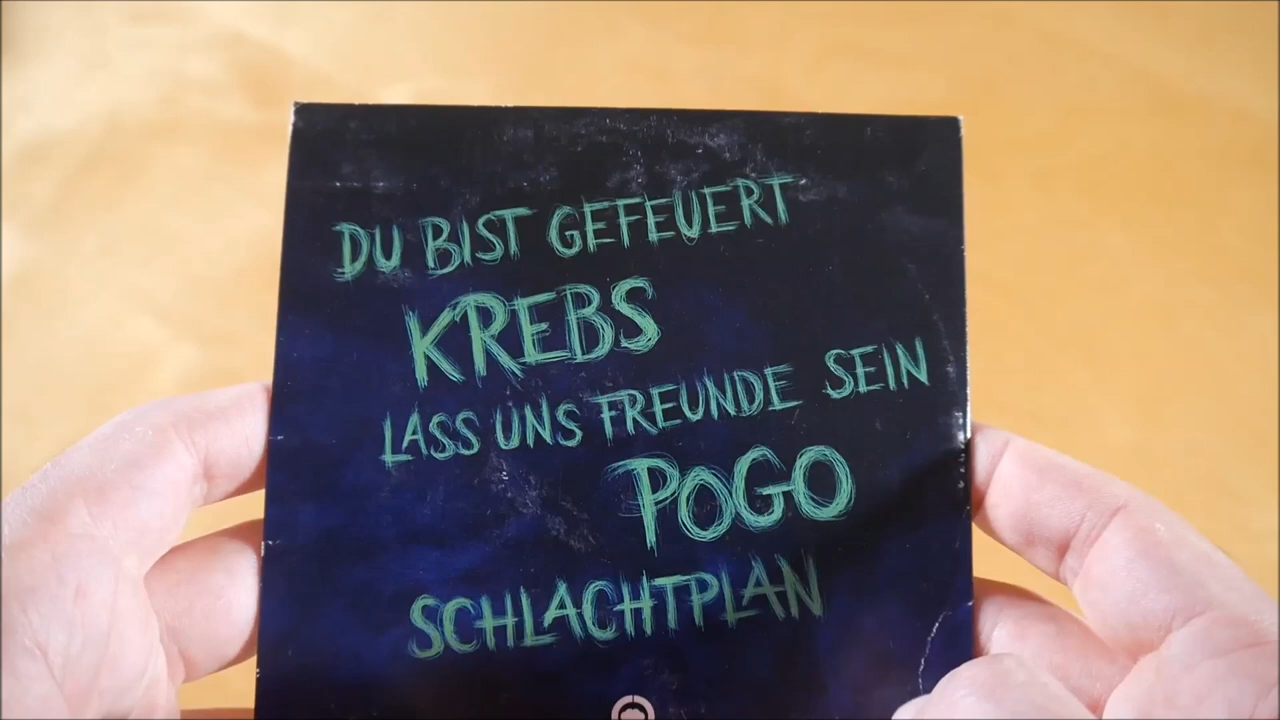 DU BIST GEFEUERT
KREBS
LASS UNS FREUNDE SEIN
POGO
SCHLACHTPLAN